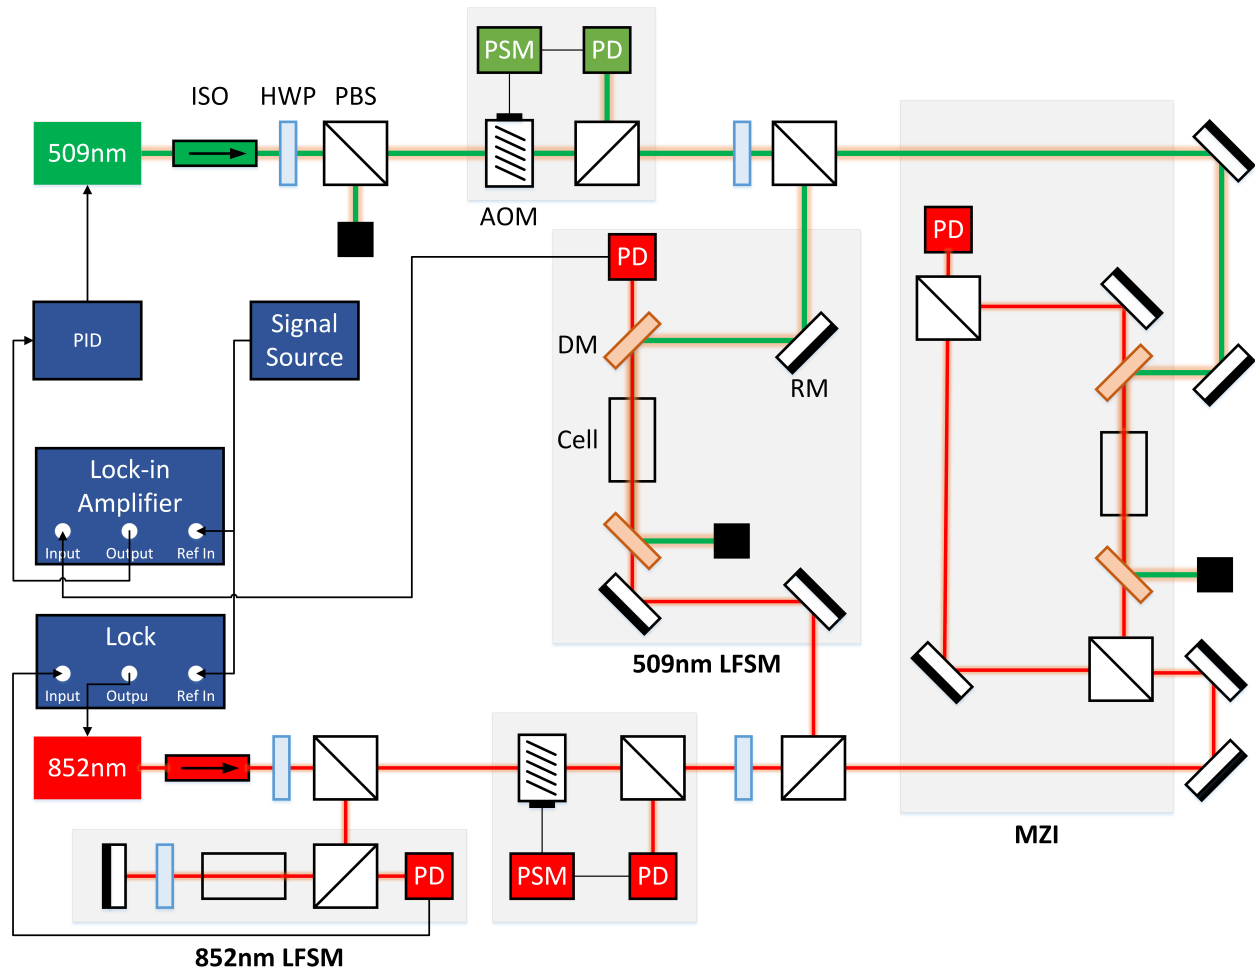 PSM
PD
ISO
HWP
PBS
509nm
AOM
PD
PD
Signal
Source
PID
DM
RM
Cell
Lock-in
Amplifier
Input
Output
Ref In
Lock
Input
Outpu
Ref In
509nm LFSM
852nm
MZI
PD
PSM
PD
852nm LFSM